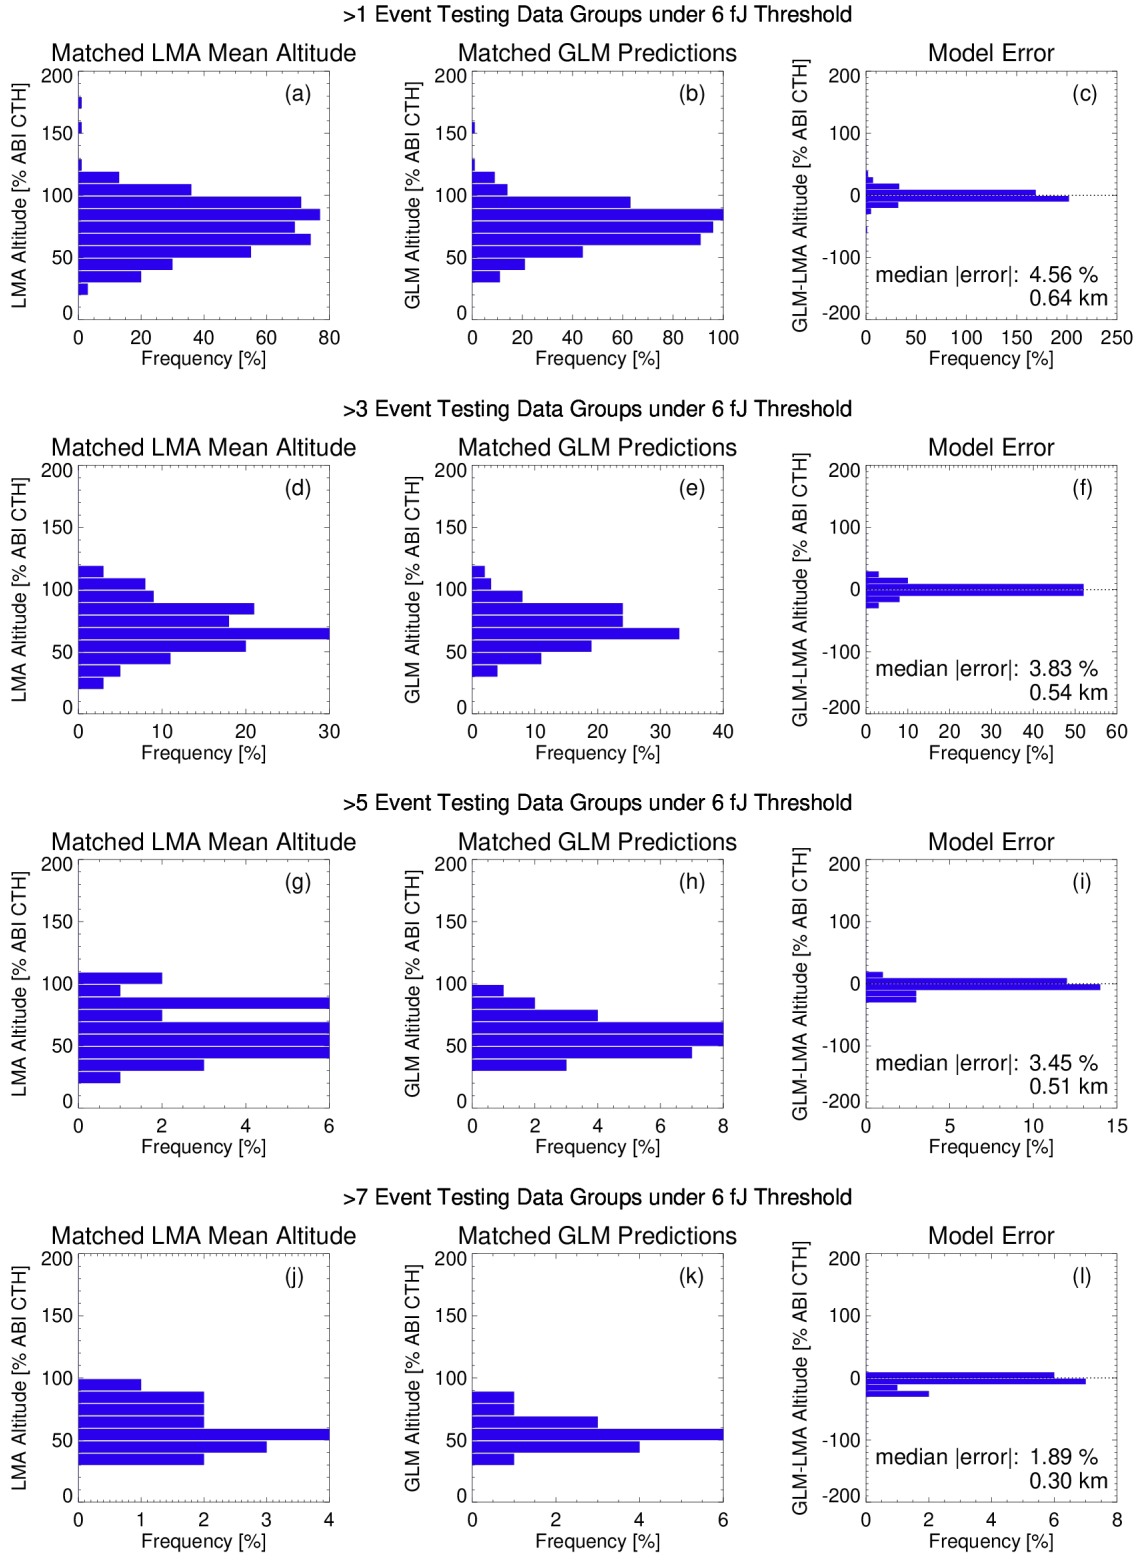 >1 Event Testing Data Groups under 6 fJ Threshold
Matched LMA Mean Altitude
Matched GLM Predictions
Model Error
(a)
(b)
(c)
LMA Altitude [% ABI CTH]
200
150
100
50
0
0 20 40 60 80
Frequency [%]
GLM Altitude [% ABI CTH]
200
150
100
50
0
0 20 40 60 80 100
Frequency [%]
GLM-LMA Altitude [% ABI CTH]
200
100
0
-100
-200
median |error|: 4.56 %
0.64 km
0 50 100 150 200 250
Frequency [%]
>3 Event Testing Data Groups under 6 fJ Threshold
Matched LMA Mean Altitude
Matched GLM Predictions
Model Error
(d)
(e)
(f)
LMA Altitude [% ABI CTH]
200
150
100
50
0
0 10 20 30
Frequency [%]
GLM Altitude [% ABI CTH]
200
150
100
50
0
0 10 20 30 40
Frequency [%]
GLM-LMA Altitude [% ABI CTH]
200
100
0
-100
-200
median |error|: 3.83 %
0.54 km
0 10 20 30 40 50 60
Frequency [%]
>5 Event Testing Data Groups under 6 fJ Threshold
Matched LMA Mean Altitude
Matched GLM Predictions
Model Error
(g)
(h)
(i)
LMA Altitude [% ABI CTH]
200
150
100
50
0
0 2 4 6
Frequency [%]
GLM Altitude [% ABI CTH]
200
150
100
50
0
0 2 4 6 8
Frequency [%]
GLM-LMA Altitude [% ABI CTH]
200
100
0
-100
-200
median |error|: 3.45 %
0.51 km
0 5 10 15
Frequency [%]
>7 Event Testing Data Groups under 6 fJ Threshold
Matched LMA Mean Altitude
Matched GLM Predictions
Model Error
(j)
(k)
(l)
LMA Altitude [% ABI CTH]
200
150
100
50
0
0 1 2 3 4
Frequency [%]
GLM Altitude [% ABI CTH]
200
150
100
50
0
0 2 4 6
Frequency [%]
GLM-LMA Altitude [% ABI CTH]
200
100
0
-100
-200
median |error|: 1.89 %
0.30 km
0 2 4 6 8
Frequency [%]